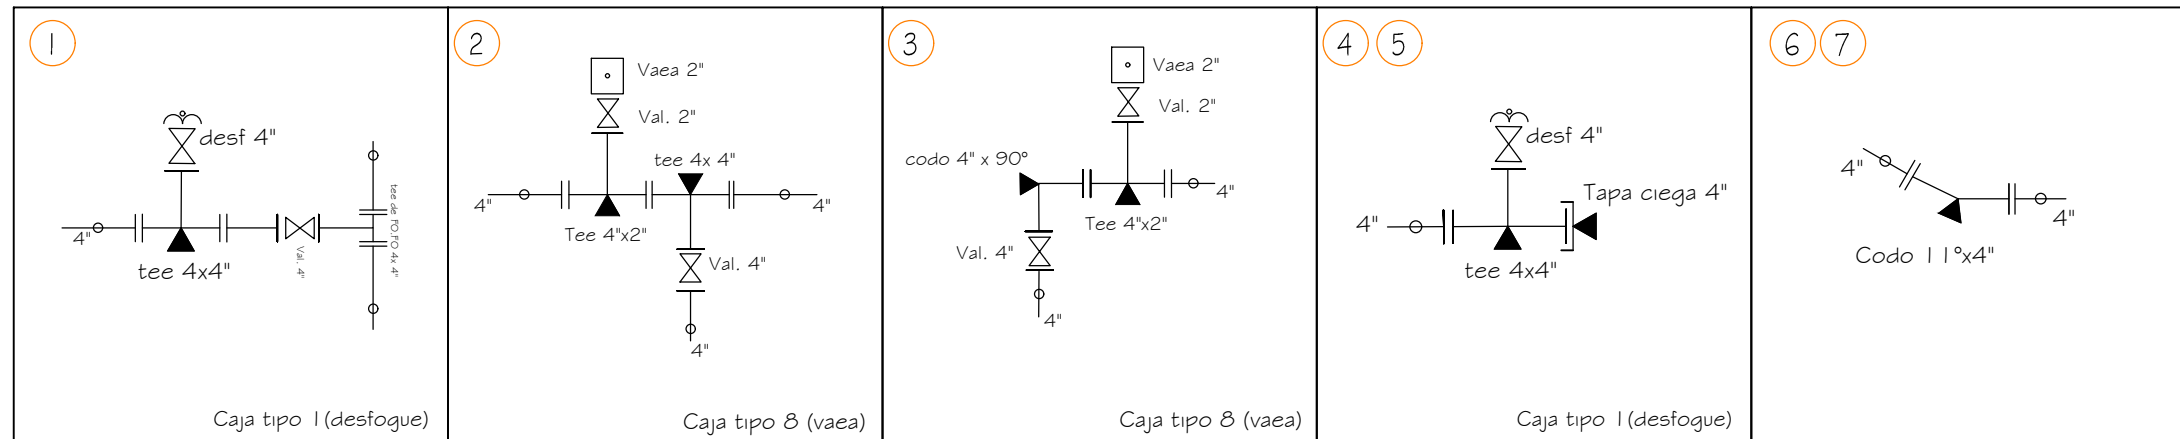 1
desf 4"
4"
tee 4x4"
Val. 4"
tee de FO.FO 4x 4"
Caja tipo 1 (desfogue)
2
Vaea 2"
Val. 2"
tee 4x 4"
4"
4"
Tee 4"x2"
Val. 4"
4"
Caja tipo 8 (vaea)
3
Vaea 2"
Val. 2"
codo 4" x 90°
4"
Tee 4"x2"
Val. 4"
4"
Caja tipo 8 (vaea)
4 5
desf 4"
Tapa ciega 4"
4"
tee 4x4"
Caja tipo 1 (desfogue)
6 7
4"
4"
Codo 11°x4"